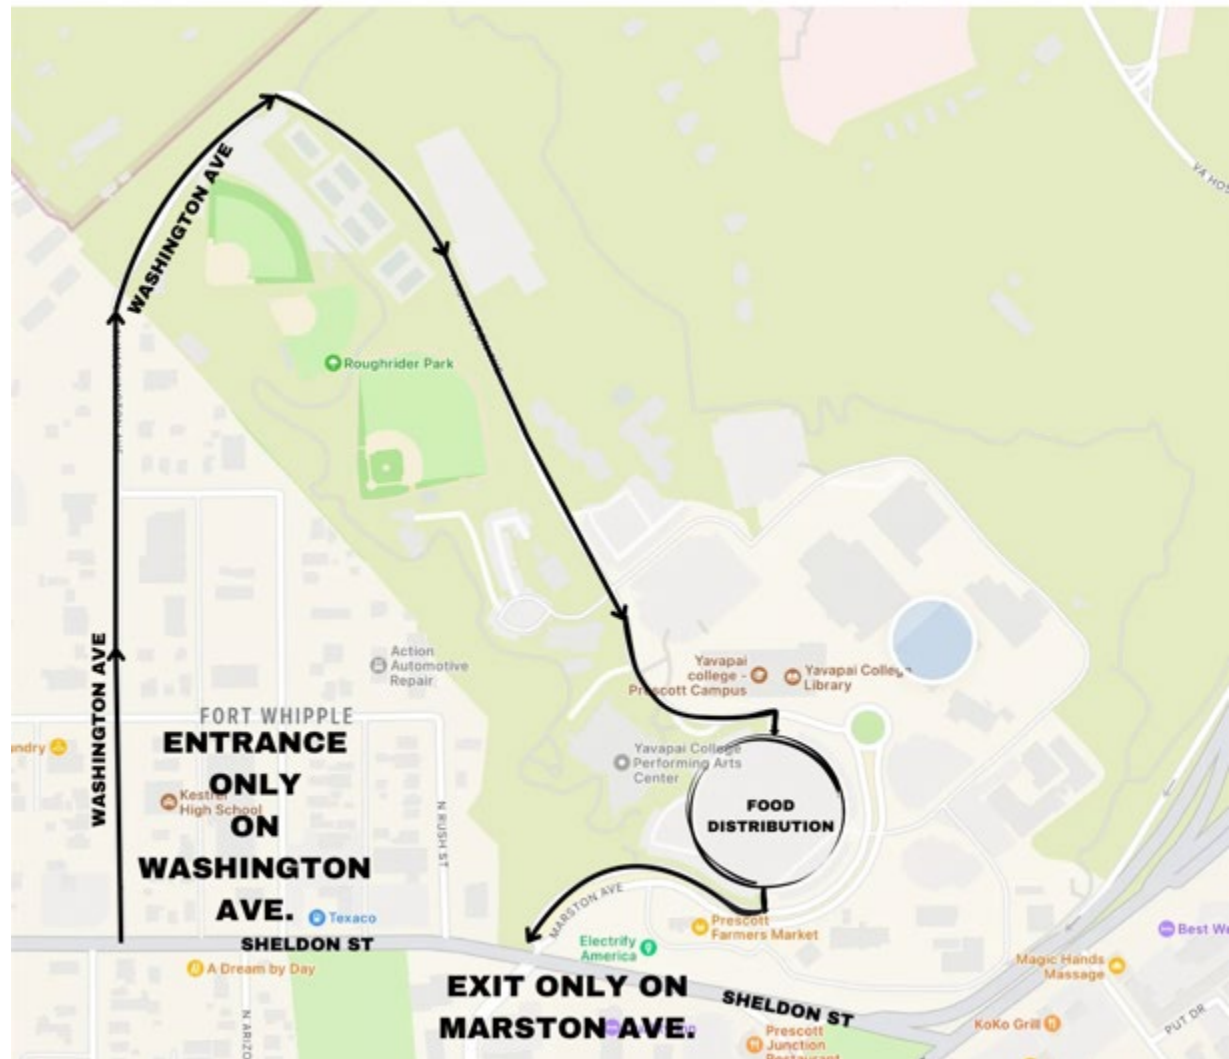 VA HOS
WASHINGTON AVE
Roughrider Park
WASHINGTON AVE
Action
Automotive
Repair
Yavapai
college -
Prescott Campus
Yavapai College
Library
FORT WHIPPLE
ENTRANCE
ONLY
ON
WASHINGTON
AVE.
ndry
Kestrel
High School
N RUSH ST
Yavapai College
Performing Arts
Center
FOOD
DISTRIBUTION
Texaco
MARSTON AVE
Prescott
Farmers Market
SHELDON ST
Electrify
America
Best We
A Dream by Day
Magic Hands
Massage
EXIT ONLY ON
MARSTON AVE.
SHELDON ST
N ARIZO
KoKo Grill
PUT DR
Prescott
Junction
Restaurant